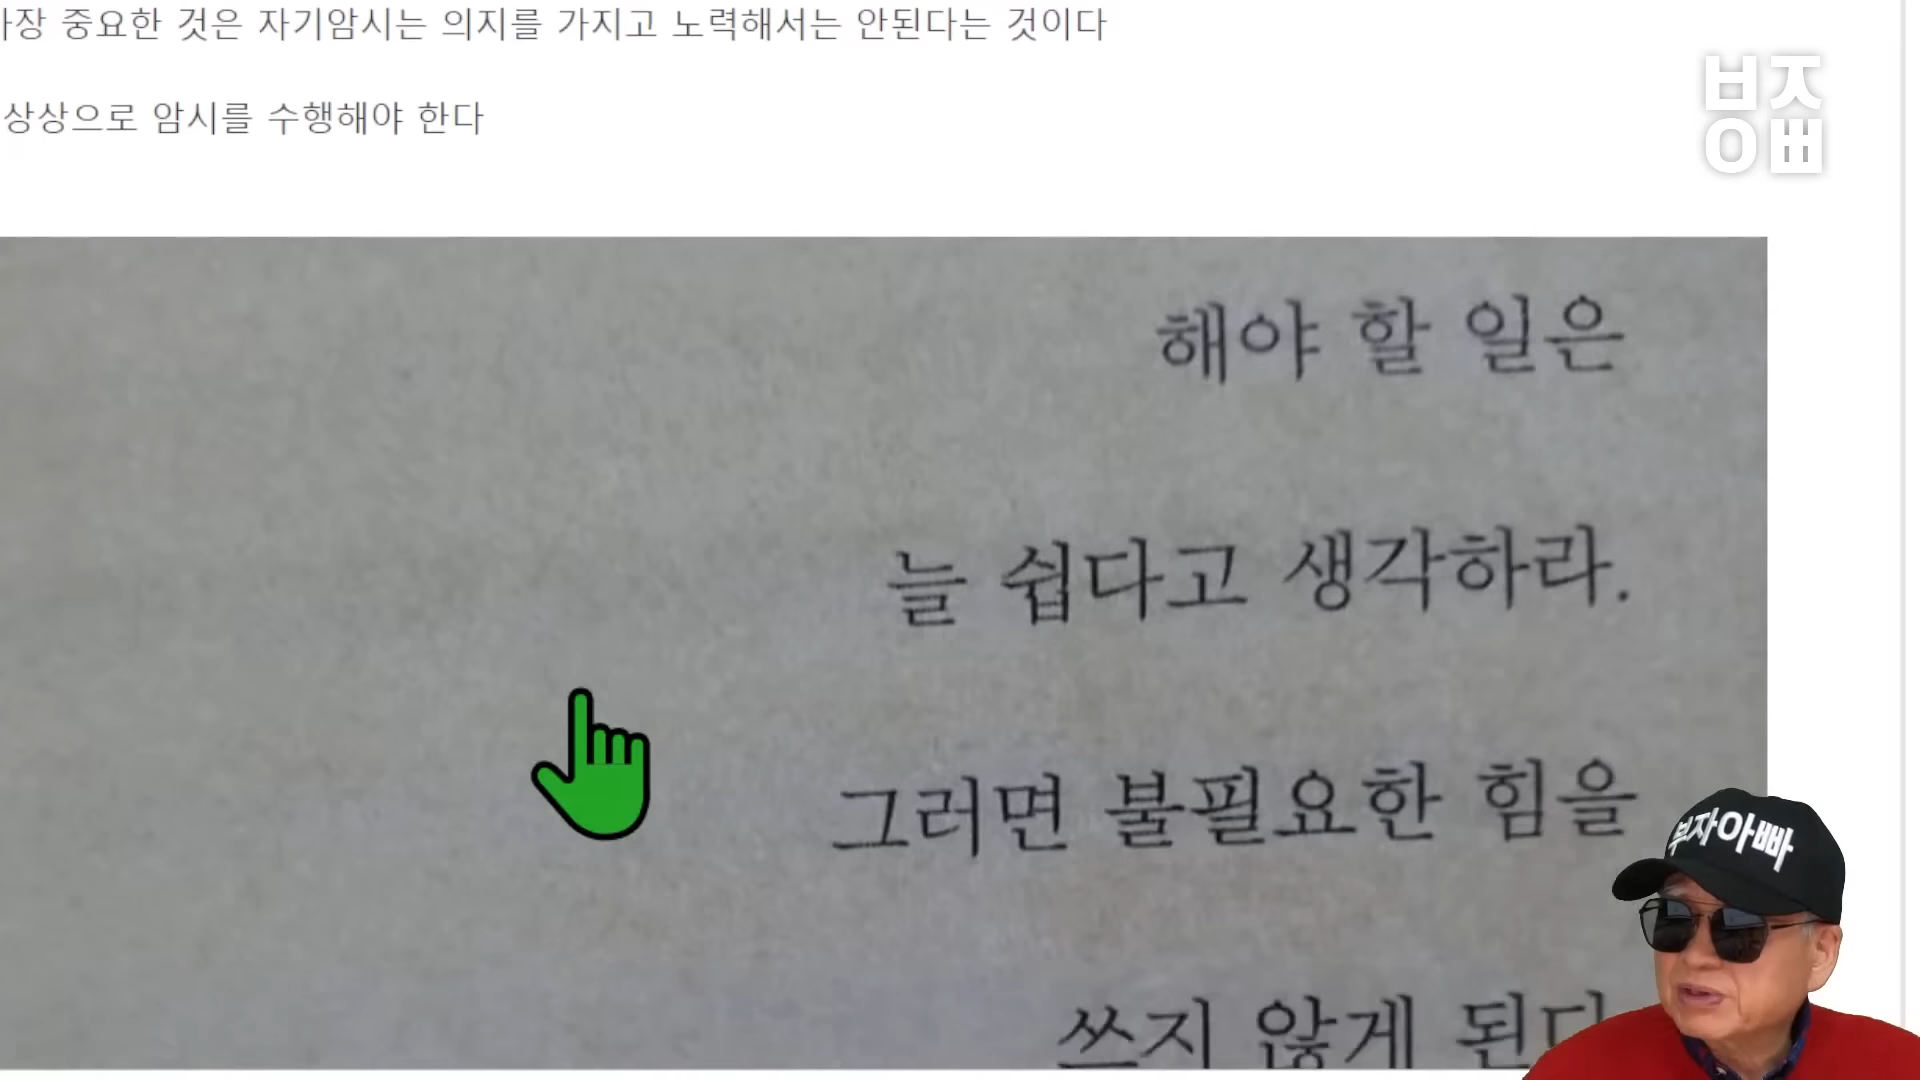 가장 중요한 것은 자기암시는 의지를 가지고 노력해서는 안된다는 것이다
상상으로 암시를 수행해야 한다
부자아빠
해야 할 일은
늘 쉽다고 생각하라.
그러면 불필요한 힘을
쓰지 않게 된다
부자아빠